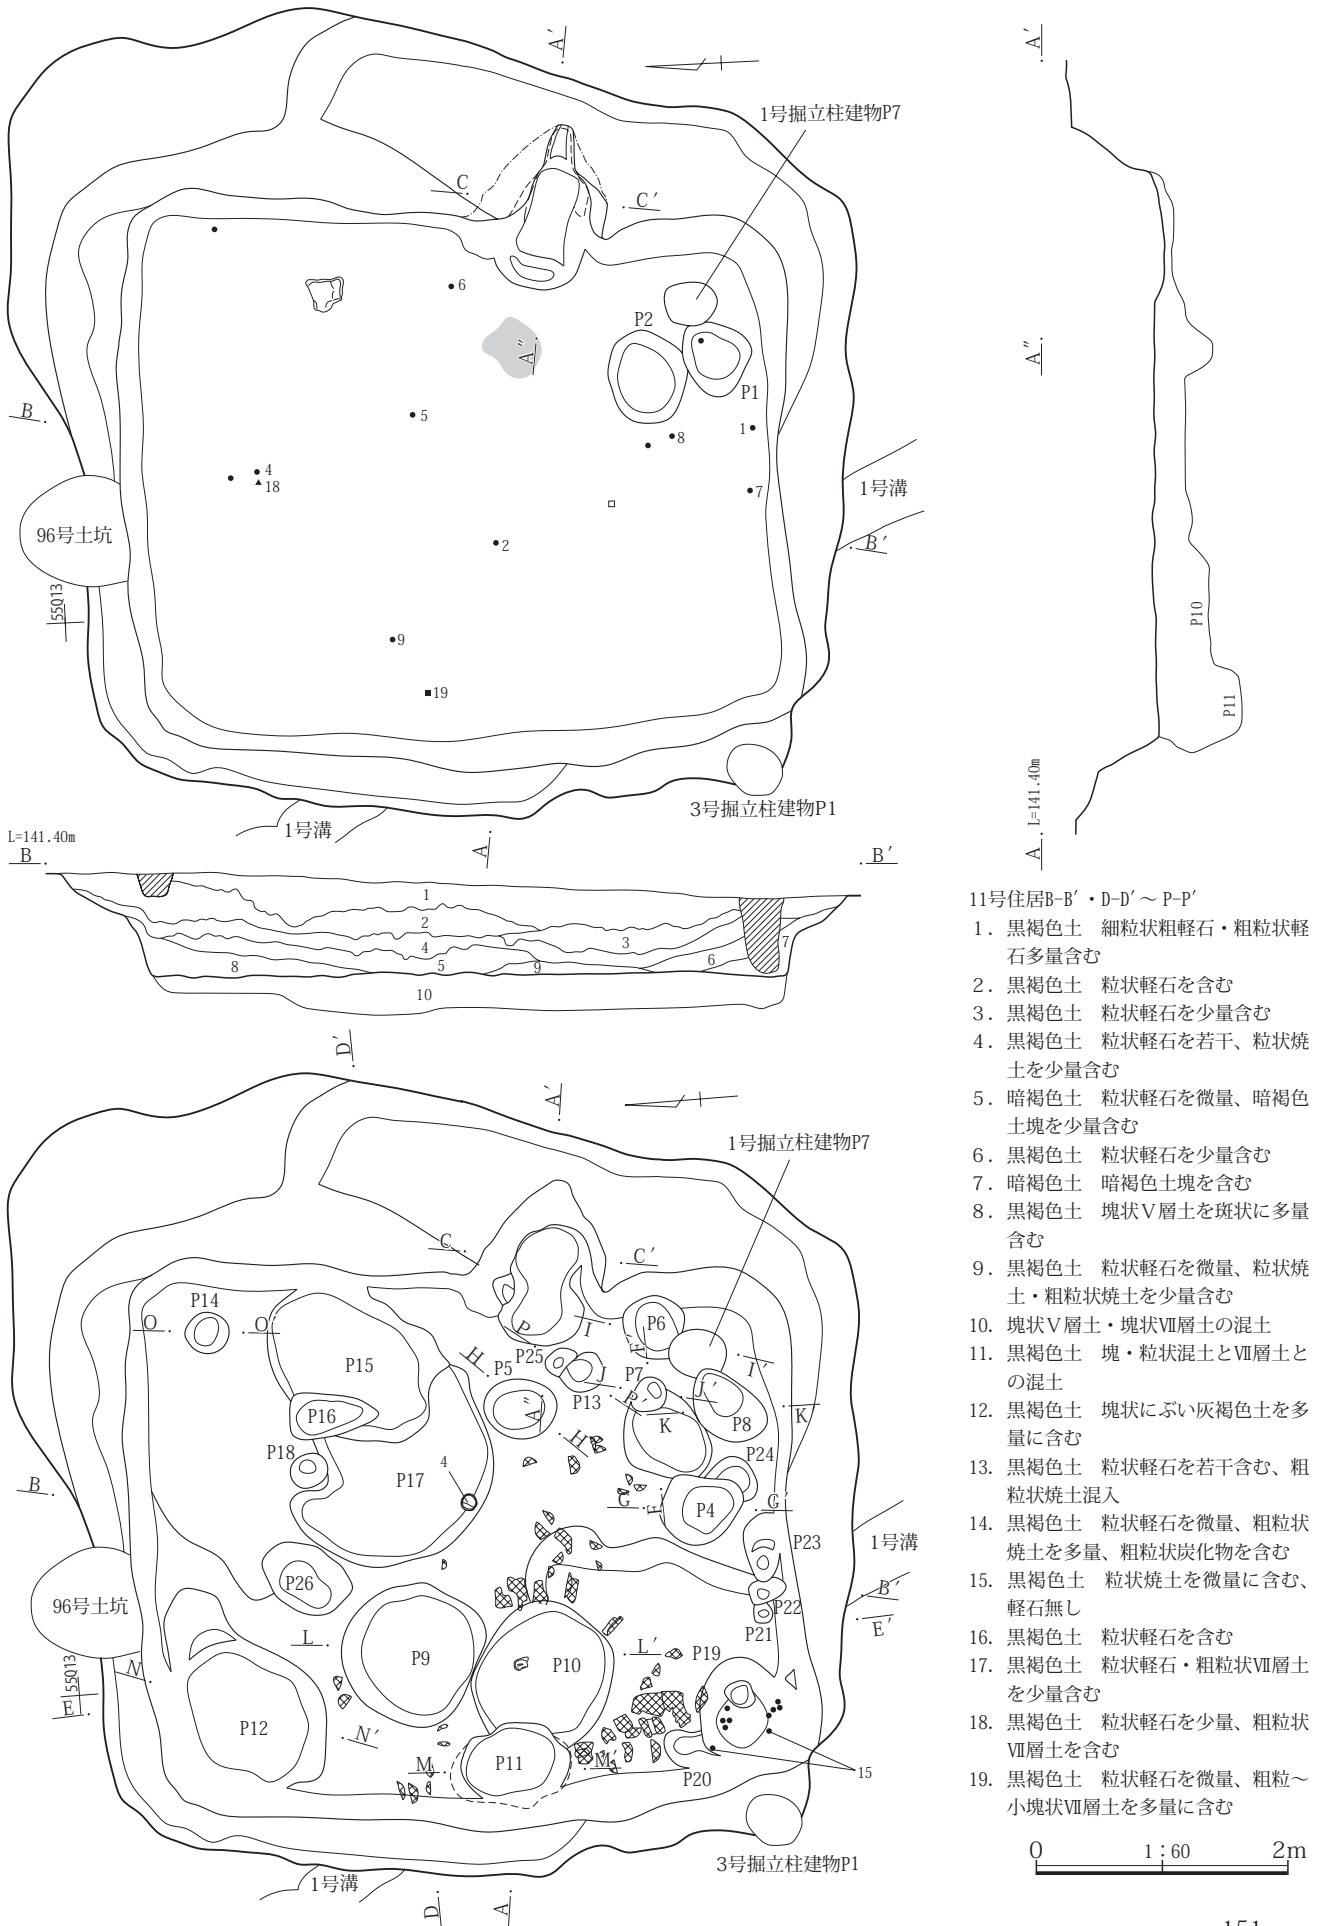 A′
1号掘立柱建物P7
C
C′
6
P2
A″
P1
B
5
1
8
4
18
7
1号溝
96号土坑
2
B′
55Q13
9
19
3号掘立柱建物P1
1号溝
A
A′
A″
P10
P11
L=141.40m
A
L=141.40m
B
B′
1
2
3
4
5
6
7
8
9
10
D′
A′
1号掘立柱建物P7
C
C′
P14
O
O′
P
I
P6
F′
I′
P15
H
P25
P5
J
P7
J′
P13
P′
A″
K
P8
K′
P16
H′
P18
4
P17
P24
G
F
P4
G′
B
P23
1号溝
P26
B′
96号土坑
P22
E′
L
P21
L′
P19
N
P9
P10
55Q13
E
P12
N′
M
P11
M′
P20
15
3号掘立柱建物P1
1号溝
D
A
11号住居B-B′・D-D′～ P-P′
1. 黒褐色土 細粒状粗軽石・粗粒状軽
石多量含む
2. 黒褐色土 粒状軽石を含む
3. 黒褐色土 粒状軽石を少量含む
4. 黒褐色土 粒状軽石を若干、粒状焼
土を少量含む
5. 暗褐色土 粒状軽石を微量、暗褐色
土塊を少量含む
6. 黒褐色土 粒状軽石を少量含む
7. 暗褐色土 暗褐色土塊を含む
8. 黒褐色土 塊状Ⅴ層土を斑状に多量
含む
9. 黒褐色土 粒状軽石を微量、粒状焼
土・粗粒状焼土を少量含む
10. 塊状Ⅴ層土・塊状Ⅶ層土の混土
11. 黒褐色土 塊・粒状混土とⅦ層土と
の混土
12. 黒褐色土 塊状にぶい灰褐色土を多
量に含む
13. 黒褐色土 粒状軽石を若干含む、粗
粒状焼土混入
14. 黒褐色土 粒状軽石を微量、粗粒状
焼土を多量、粗粒状炭化物を含む
15. 黒褐色土 粒状焼土を微量に含む、
軽石無し
16. 黒褐色土 粒状軽石を含む
17. 黒褐色土 粒状軽石・粗粒状Ⅶ層土
を少量含む
18. 黒褐色土 粒状軽石を少量、粗粒状
Ⅶ層土を含む
19. 黒褐色土 粒状軽石を微量、粗粒～
小塊状Ⅶ層土を多量に含む
0 1：60 2m
151